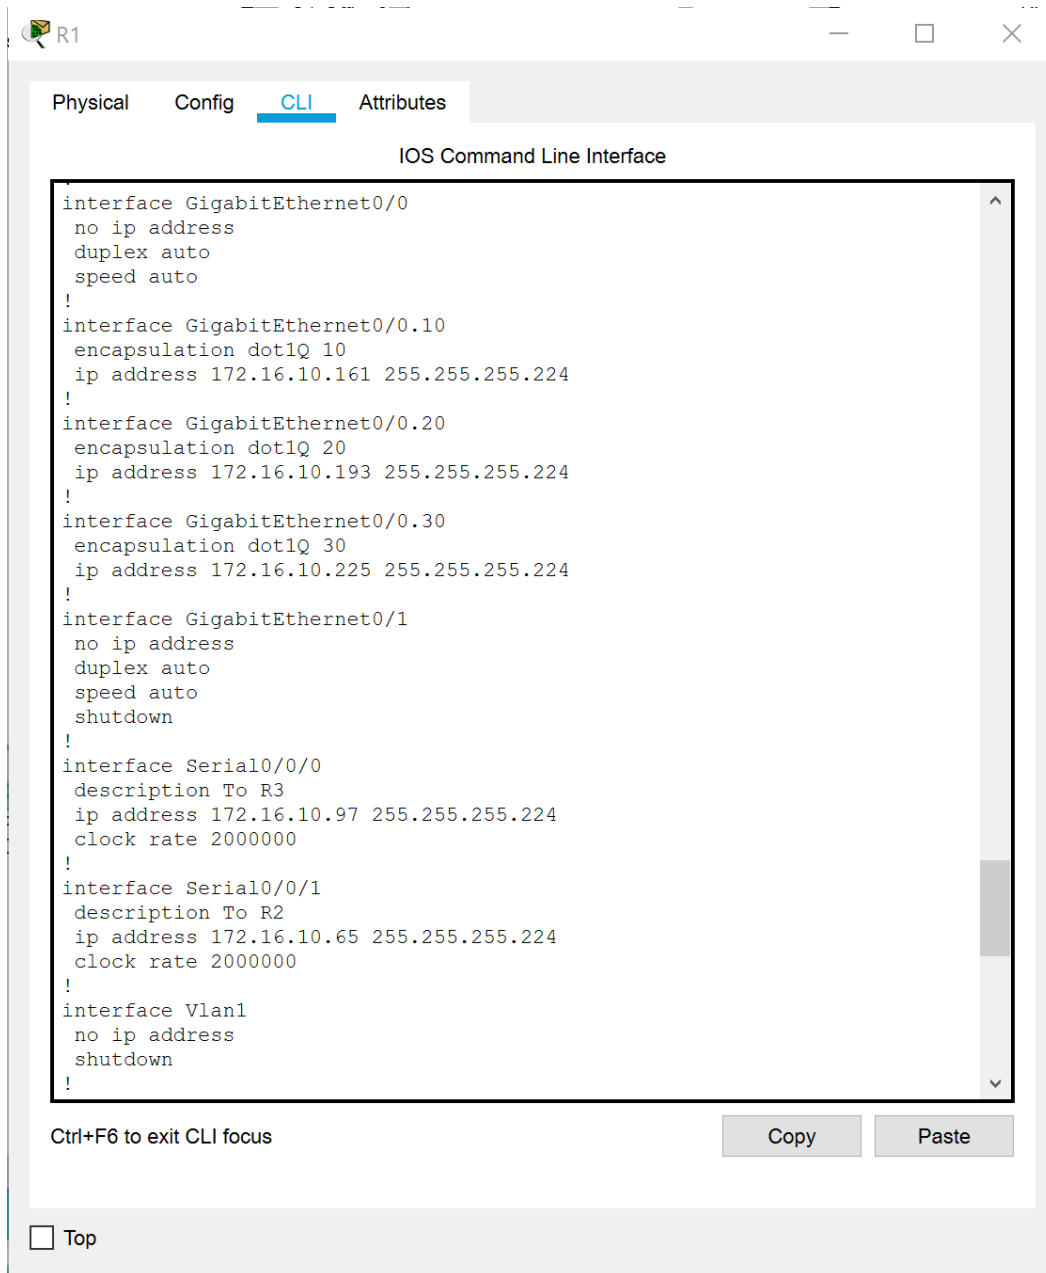 R1
Physical Config CLI Attributes
IOS Command Line Interface
!
interface GigabitEthernet0/0
 no ip address
 duplex auto
 speed auto
!
interface GigabitEthernet0/0.10
 encapsulation dot1Q 10
 ip address 172.16.10.161 255.255.255.224
!
interface GigabitEthernet0/0.20
 encapsulation dot1Q 20
 ip address 172.16.10.193 255.255.255.224
!
interface GigabitEthernet0/0.30
 encapsulation dot1Q 30
 ip address 172.16.10.225 255.255.255.224
!
interface GigabitEthernet0/1
 no ip address
 duplex auto
 speed auto
 shutdown
!
interface Serial0/0/0
 description To R3
 ip address 172.16.10.97 255.255.255.224
 clock rate 2000000
!
interface Serial0/0/1
 description To R2
 ip address 172.16.10.65 255.255.255.224
 clock rate 2000000
!
interface Vlan1
 no ip address
 shutdown
!
Ctrl+F6 to exit CLI focus
Copy Paste
Top